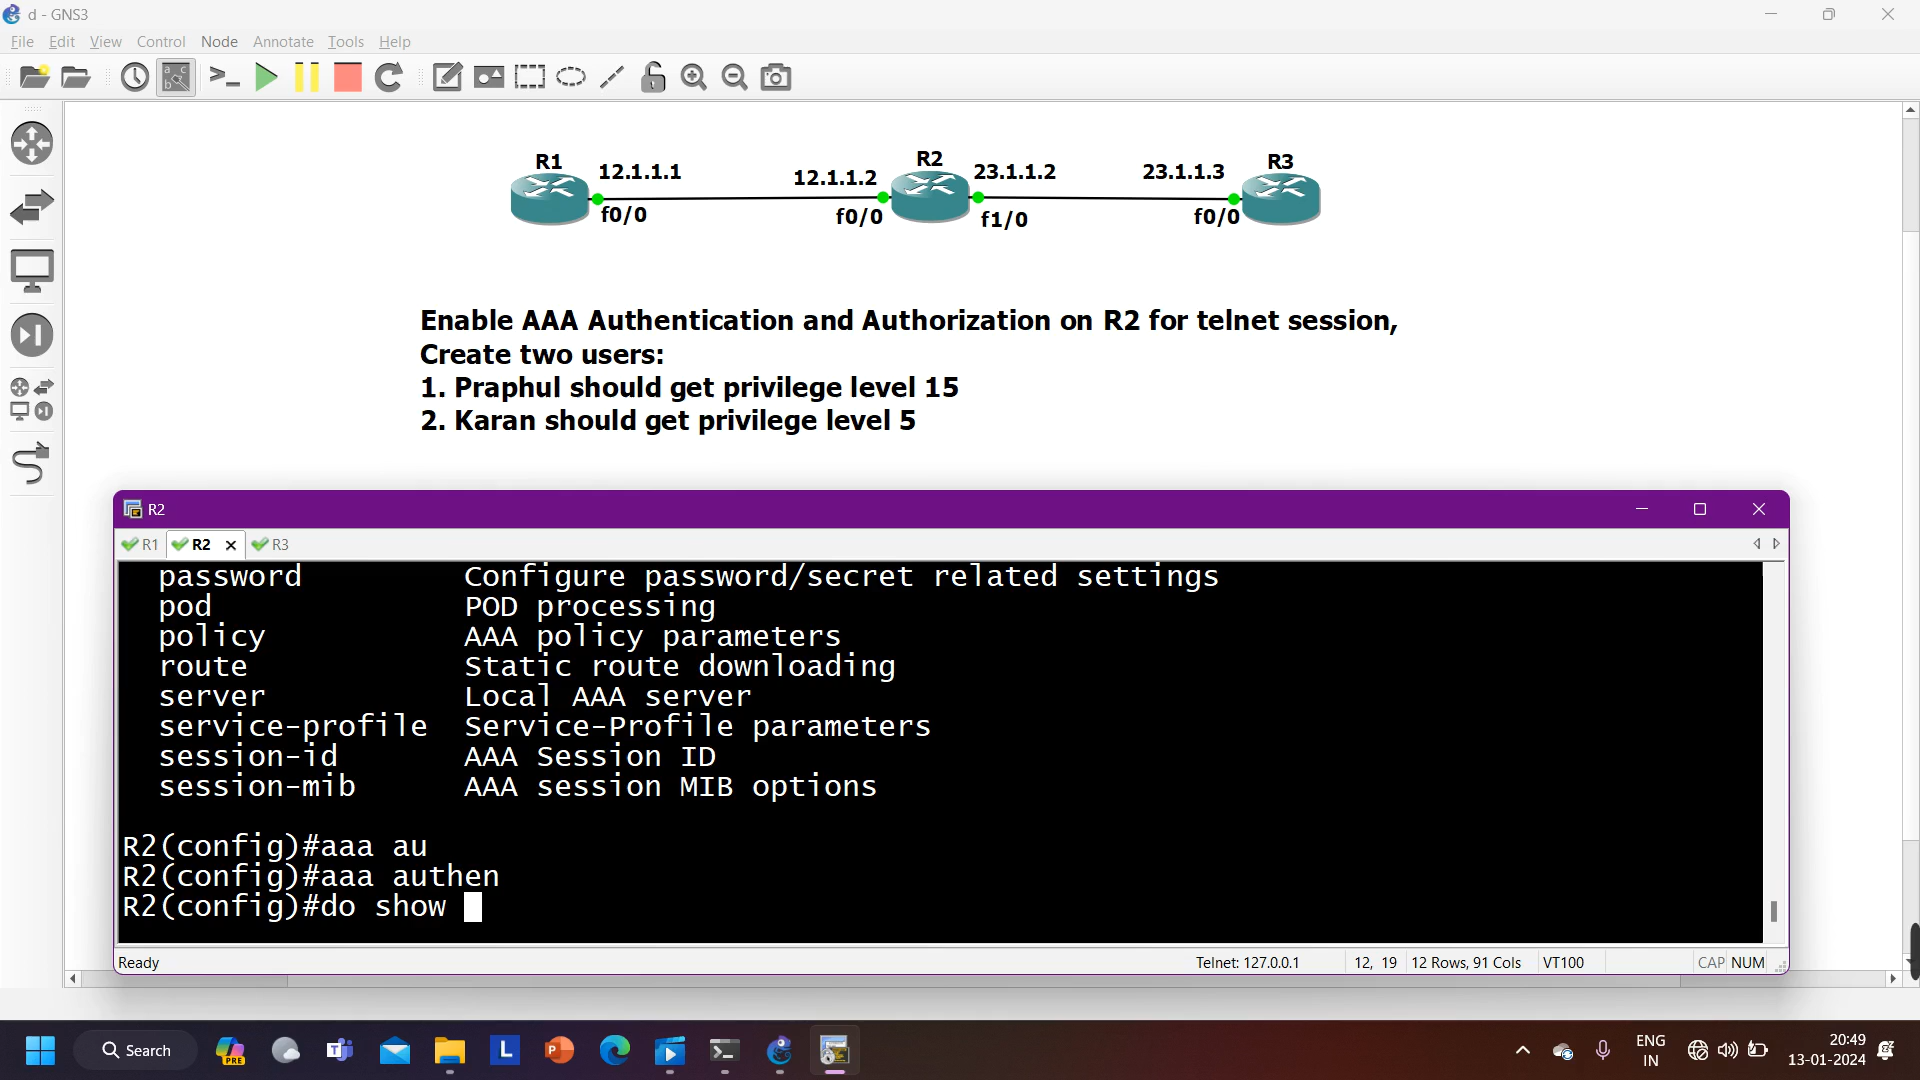 d - GNS3
File Edit View Control Node Annotate Tools Help
R1 12.1.1.1 12.1.1.2 R2 23.1.1.2 23.1.1.3 R3
f0/0 f0/0 f1/0 f0/0
Enable AAA Authentication and Authorization on R2 for telnet session,
Create two users:
1. Praphul should get privilege level 15
2. Karan should get privilege level 5
R2
R1 R2 R3
password Configure password/secret related settings
pod POD processing
policy AAA policy parameters
route Static route downloading
server Local AAA server
service-profile Service-Profile parameters
session-id AAA Session ID
session-mib AAA session MIB options
R2(config)#aaa au
R2(config)#aaa authen
R2(config)#do show
Ready Telnet: 127.0.0.1 12, 19 12 Rows, 91 Cols VT100 CAP NUM
Search PRE L P ENG 20:49
IN 13-01-2024